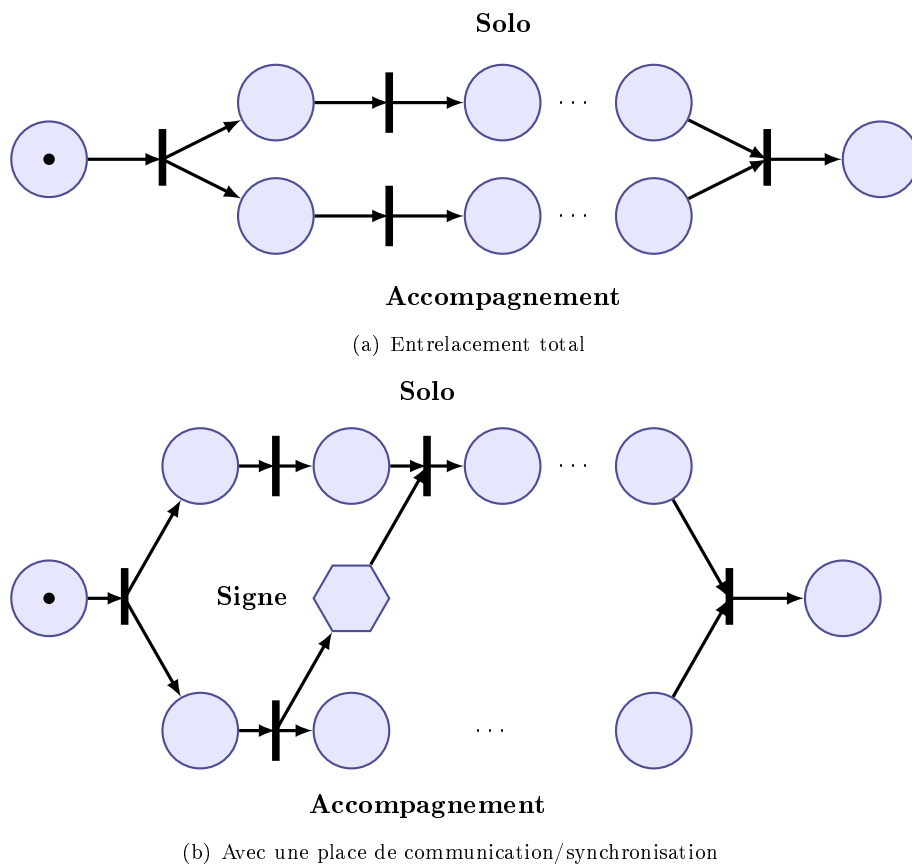 Solo
. . .
. . .
Accompagnement
(a) Entrelacement total
Solo
. . .
Signe
. . .
Accompagnement
(b) Avec une place de communication/synchronisation